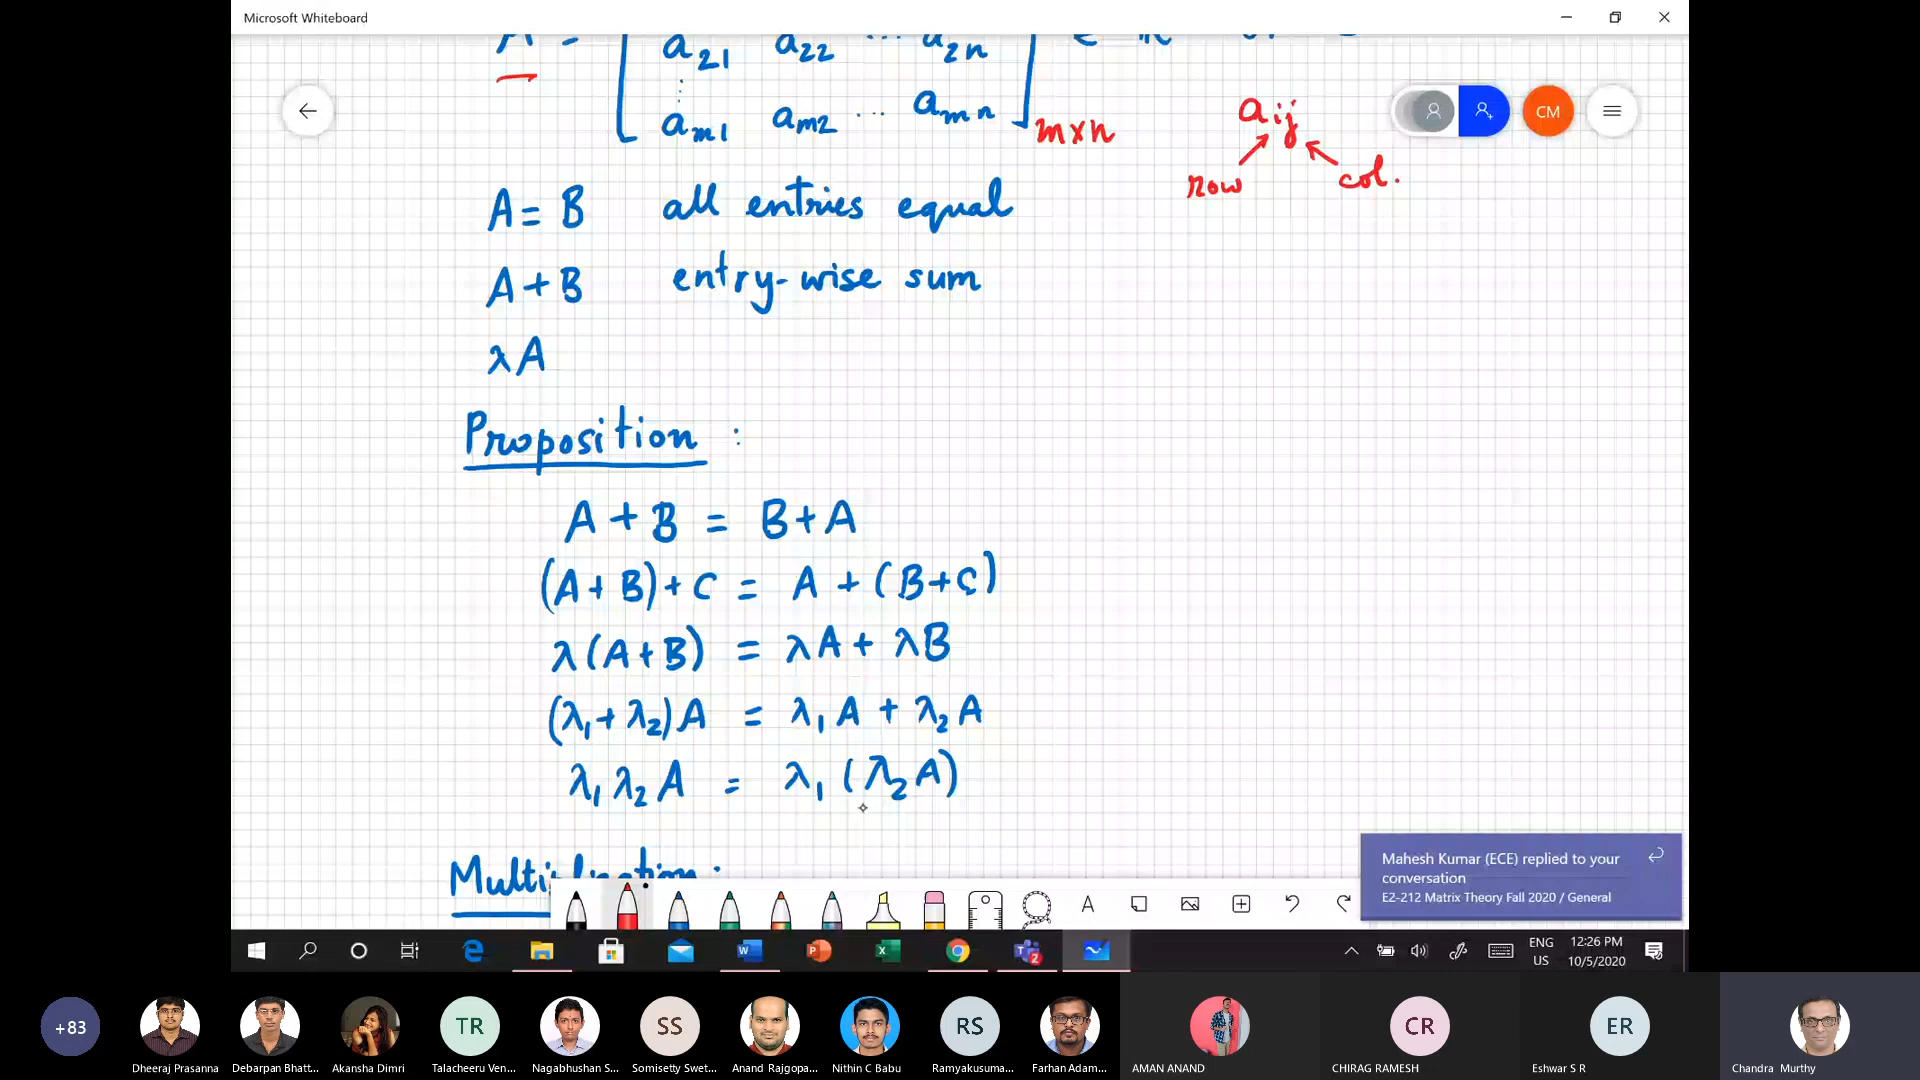 Microsoft Whiteboard
A = [ a21 a22 ... a2n ]
am1 am2 ... amn
m×n
aij
row col.
CM
A = B all entries equal
A + B entry-wise sum
λA
Proposition :
A + B = B + A
(A + B) + C = A + (B + C)
λ(A + B) = λA + λB
(λ1 + λ2)A = λ1A + λ2A
λ1λ2A = λ1(λ2A)
Multiplication :
Mahesh Kumar (ECE) replied to your
conversation
E2-212 Matrix Theory Fall 2020 / General
ENG
US
12:26 PM
10/5/2020
+83
TR
SS
RS
CR
ER
Dheeraj Prasanna
Debarpan Bhatt...
Akansha Dimri
Talacheeru Ven...
Nagabhushan S...
Somisetty Swet...
Anand Rajgopa...
Nithin C Babu
Ramyakusuma...
Farhan Adam...
AMAN ANAND
CHIRAG RAMESH
Eshwar S R
Chandra Murthy